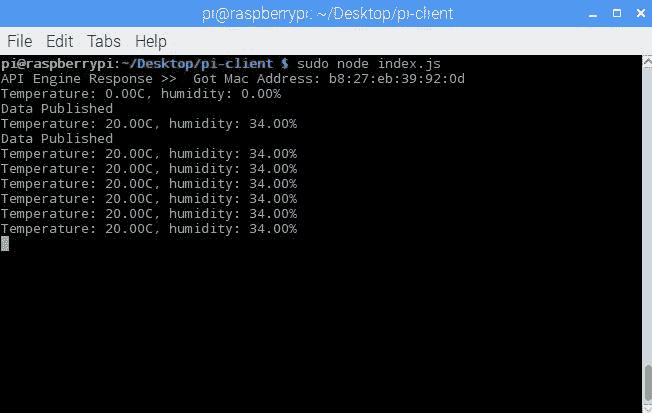 pi@raspberrypi: ~/Desktop/pi-client
File Edit Tabs Help
pi@raspberrypi:~/Desktop/pi-client $ sudo node index.js
API Engine Response >>  Got Mac Address: b8:27:eb:39:92:0d
Temperature: 0.00C, humidity: 0.00%
Data Published
Temperature: 20.00C, humidity: 34.00%
Data Published
Temperature: 20.00C, humidity: 34.00%
Temperature: 20.00C, humidity: 34.00%
Temperature: 20.00C, humidity: 34.00%
Temperature: 20.00C, humidity: 34.00%
Temperature: 20.00C, humidity: 34.00%
Temperature: 20.00C, humidity: 34.00%